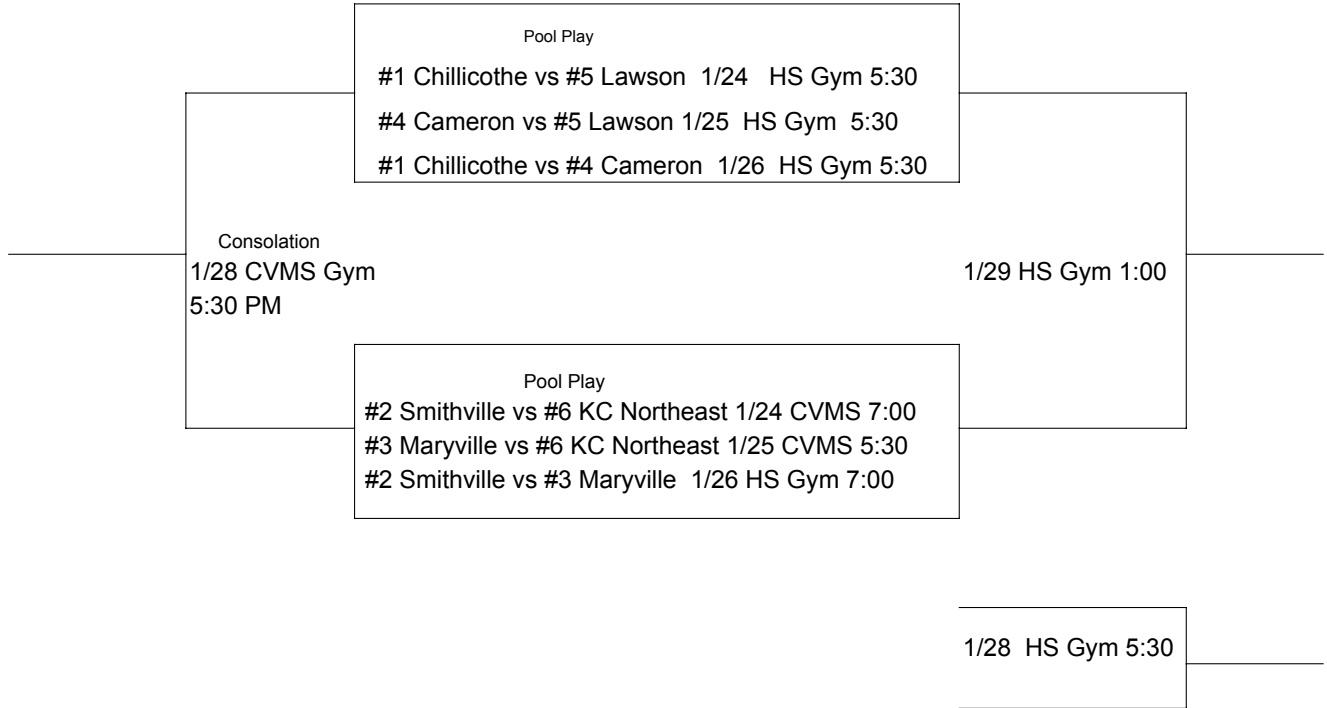 Pool Play
#1 Chillicothe vs #5 Lawson 1/24 HS Gym 5:30
#4 Cameron vs #5 Lawson 1/25 HS Gym 5:30
#1 Chillicothe vs #4 Cameron 1/26 HS Gym 5:30
Consolation
1/28 CVMS Gym
5:30 PM
1/29 HS Gym 1:00
Pool Play
#2 Smithville vs #6 KC Northeast 1/24 CVMS 7:00
#3 Maryville vs #6 KC Northeast 1/25 CVMS 5:30
#2 Smithville vs #3 Maryville 1/26 HS Gym 7:00
1/28 HS Gym 5:30